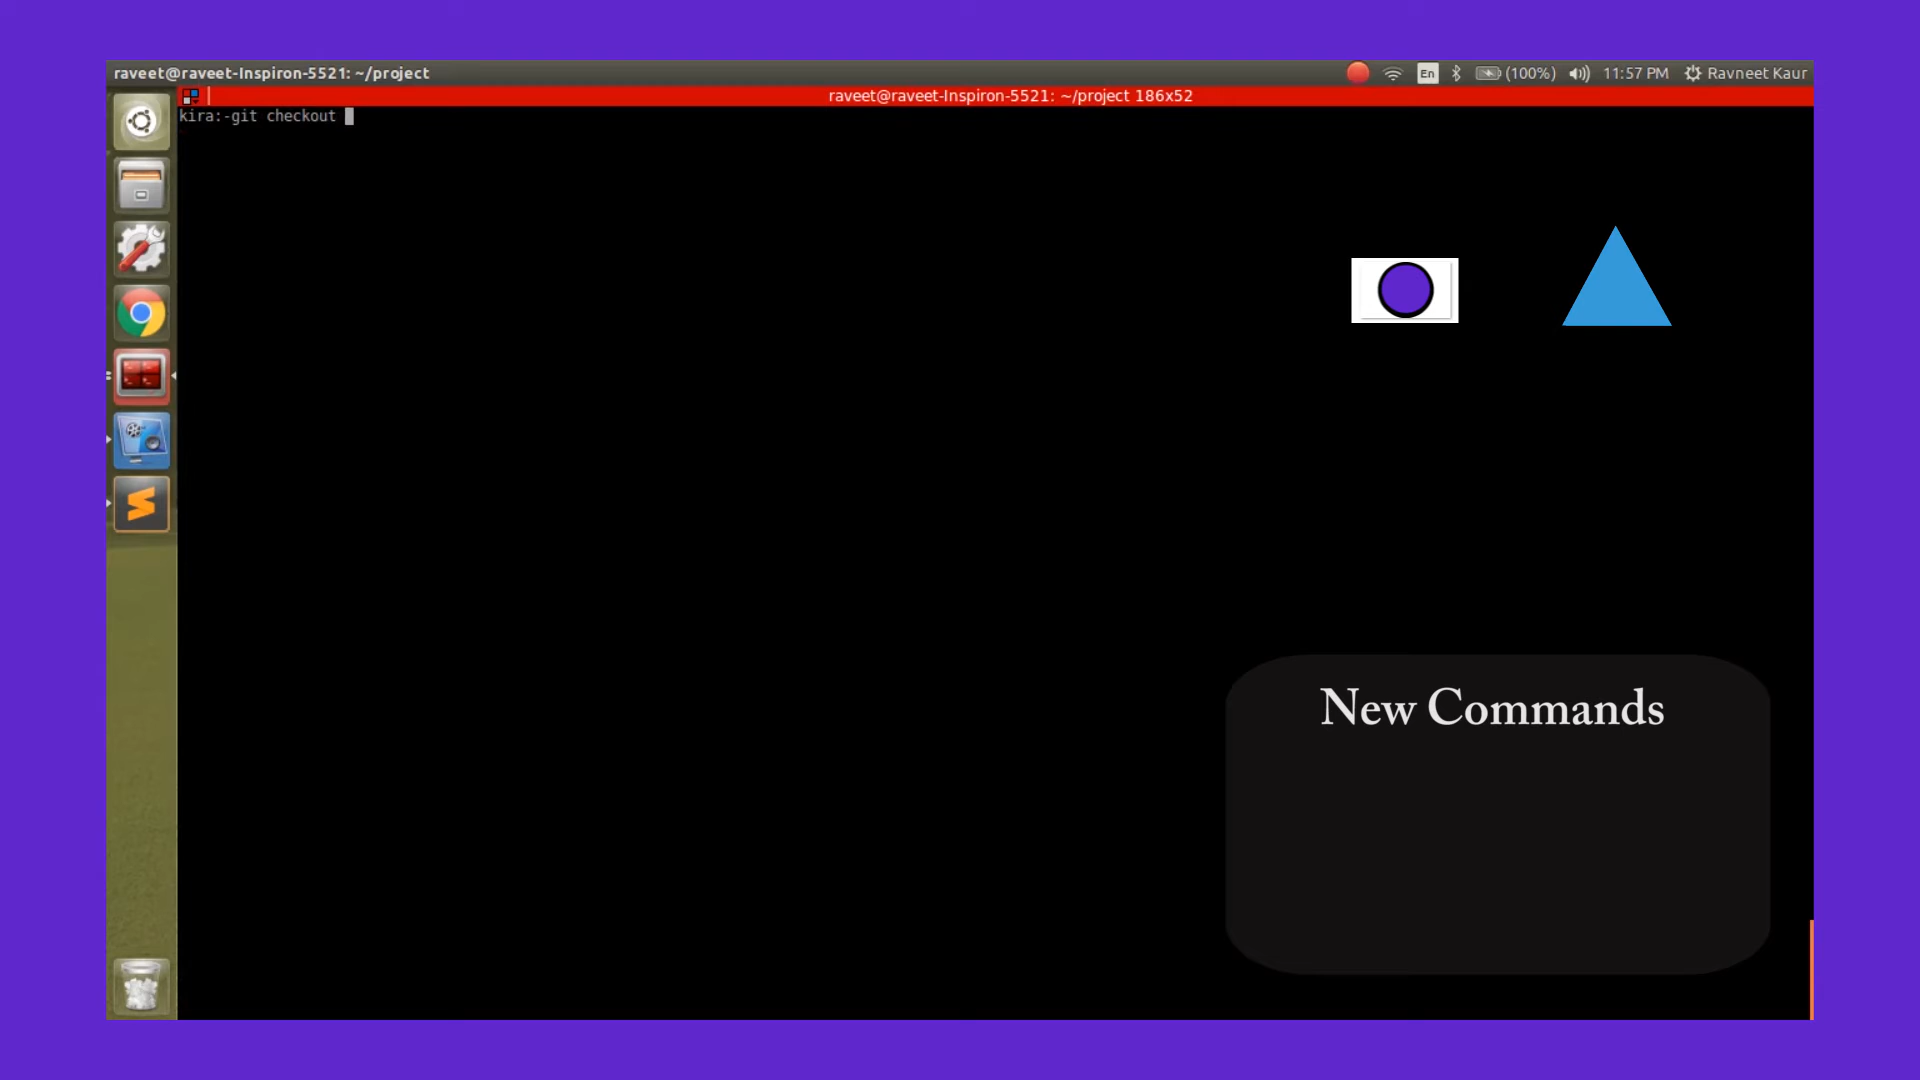 raveet@raveet-Inspiron-5521: ~/project
En (100%) 11:57 PM Ravneet Kaur
raveet@raveet-Inspiron-5521: ~/project 186x52
kira:-git checkout
New Commands